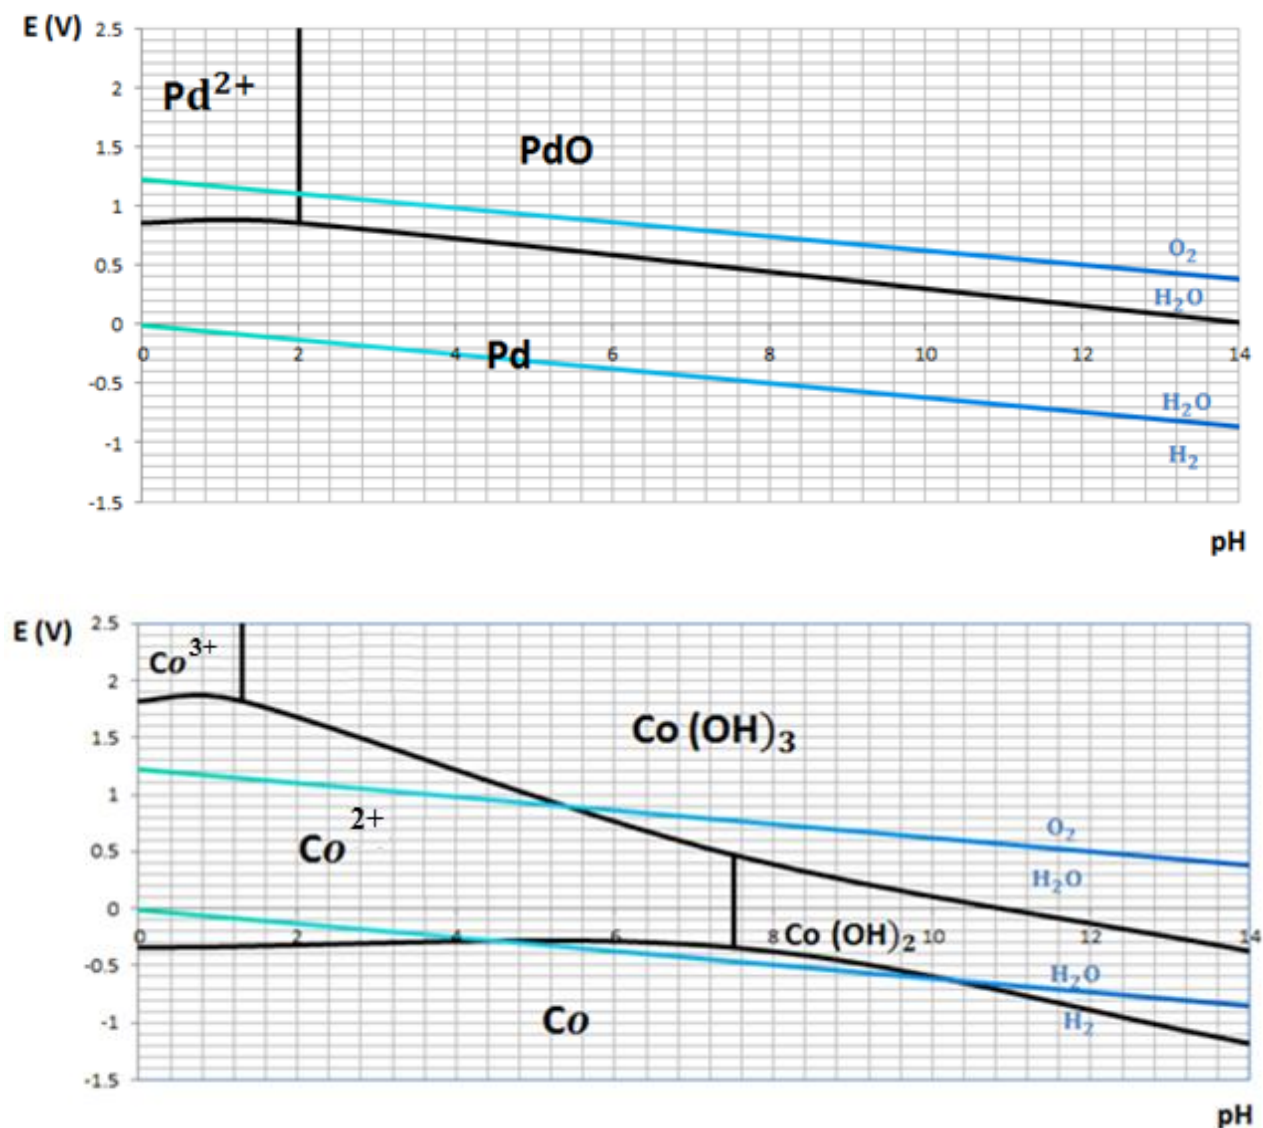 E (V)
2.5
Pd²⁺
2
PdO
1.5
1
O₂
0.5
H₂O
0
0 2 4 6 8 10 12 14
Pd
-0.5
H₂O
-1
H₂
-1.5
pH
E (V)
2.5
Co³⁺
2
Co (OH)₃
1.5
1
Co²⁺
O₂
0.5
H₂O
0
0 2 4 6 8 Co (OH)₂ 10 12 14
-0.5
H₂O
-1
Co
H₂
-1.5
pH